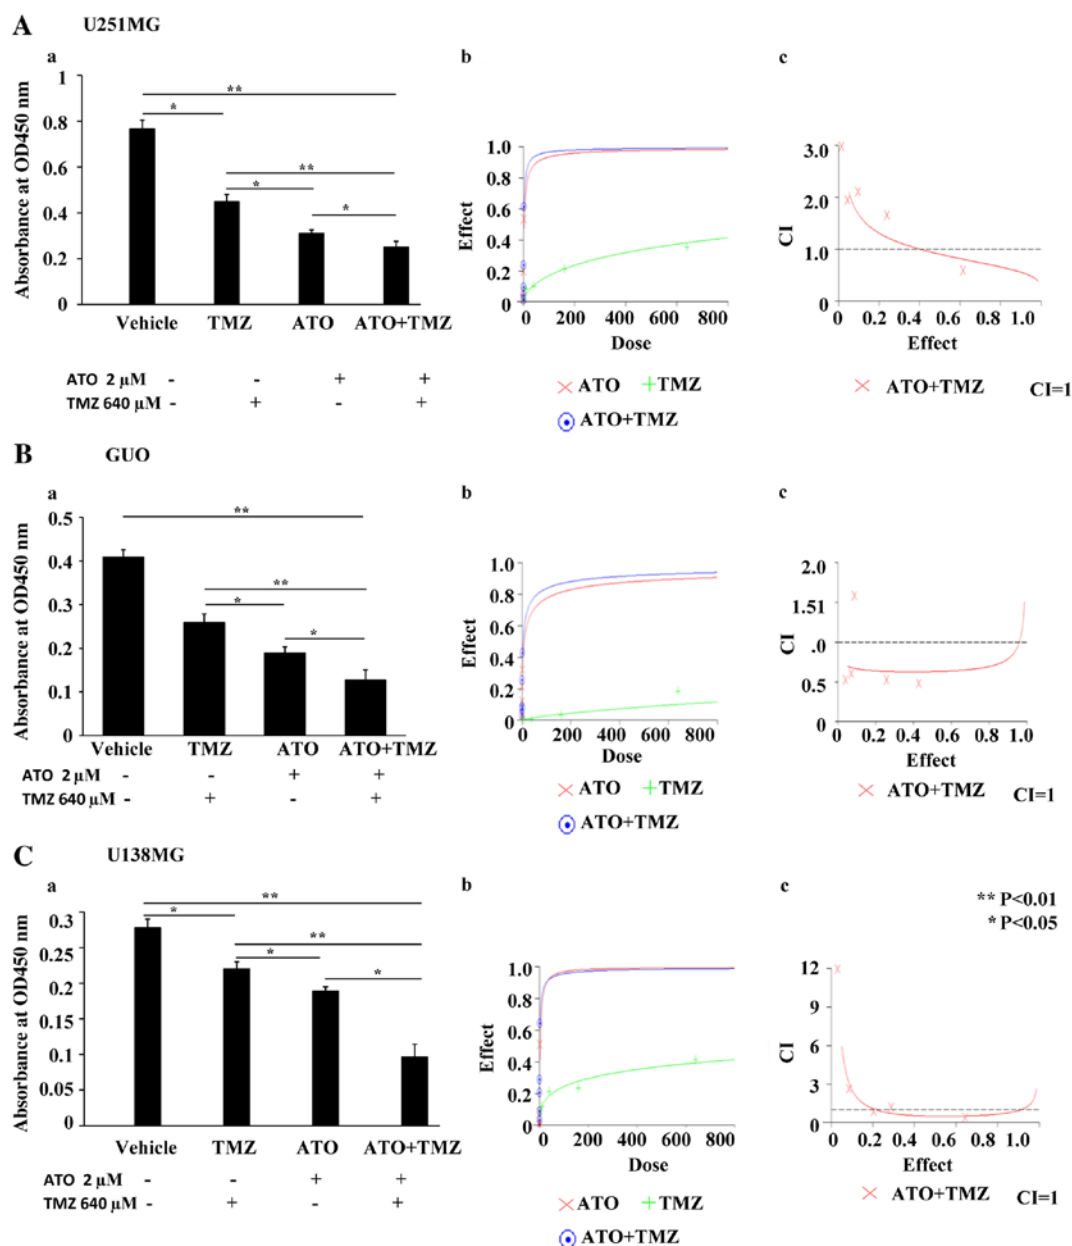 A U251MG
a
Absorbance at OD450 nm
1
0.8
0.6
0.4
0.2
0
**
*
**
*
*
Vehicle TMZ ATO ATO+TMZ
ATO 2 µM - - + +
TMZ 640 µM - + - +
b
Effect
1.0
0.8
0.6
0.4
0.2
0
0 200 400 600 800
Dose
ATO TMZ
ATO+TMZ
c
CI
3.0
2.0
1.0
0
0 0.2 0.4 0.6 0.8 1.0
Effect
ATO+TMZ CI=1
B GUO
a
Absorbance at OD450 nm
0.5
0.4
0.3
0.2
0.1
0
**
**
*
*
Vehicle TMZ ATO ATO+TMZ
ATO 2 µM - - + +
TMZ 640 µM - + - +
b
Effect
1.0
0.8
0.6
0.4
0.2
0
0 200 400 600 800
Dose
ATO TMZ
ATO+TMZ
c
CI
2.0
1.51
.0
0.5
0
0 0.2 0.4 0.6 0.8 1.0
Effect
ATO+TMZ CI=1
C U138MG
a
Absorbance at OD450 nm
0.3
0.25
0.2
0.15
0.1
0.05
0
**
*
**
*
*
Vehicle TMZ ATO ATO+TMZ
ATO 2 µM - - + +
TMZ 640 µM - + - +
b
Effect
1.0
0.8
0.6
0.4
0.2
0
0 200 400 600 800
Dose
ATO TMZ
ATO+TMZ
c
** P<0.01
* P<0.05
CI
12
6
3
0
0 0.2 0.4 0.6 0.8 1.0
Effect
ATO+TMZ CI=1